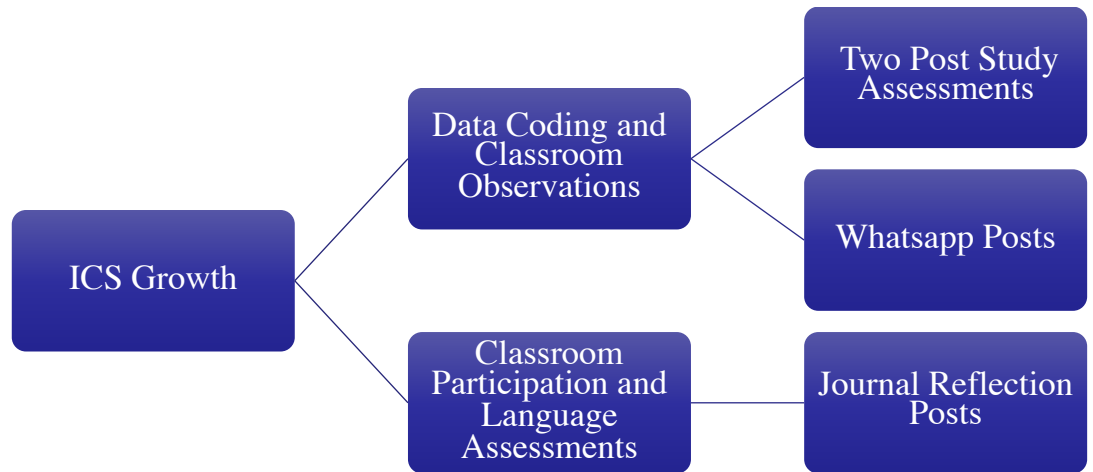 ICS Growth
Data Coding and
Classroom
Observations
Two Post Study
Assessments
Whatsapp Posts
Classroom
Participation and
Language
Assessments
Journal Reflection
Posts